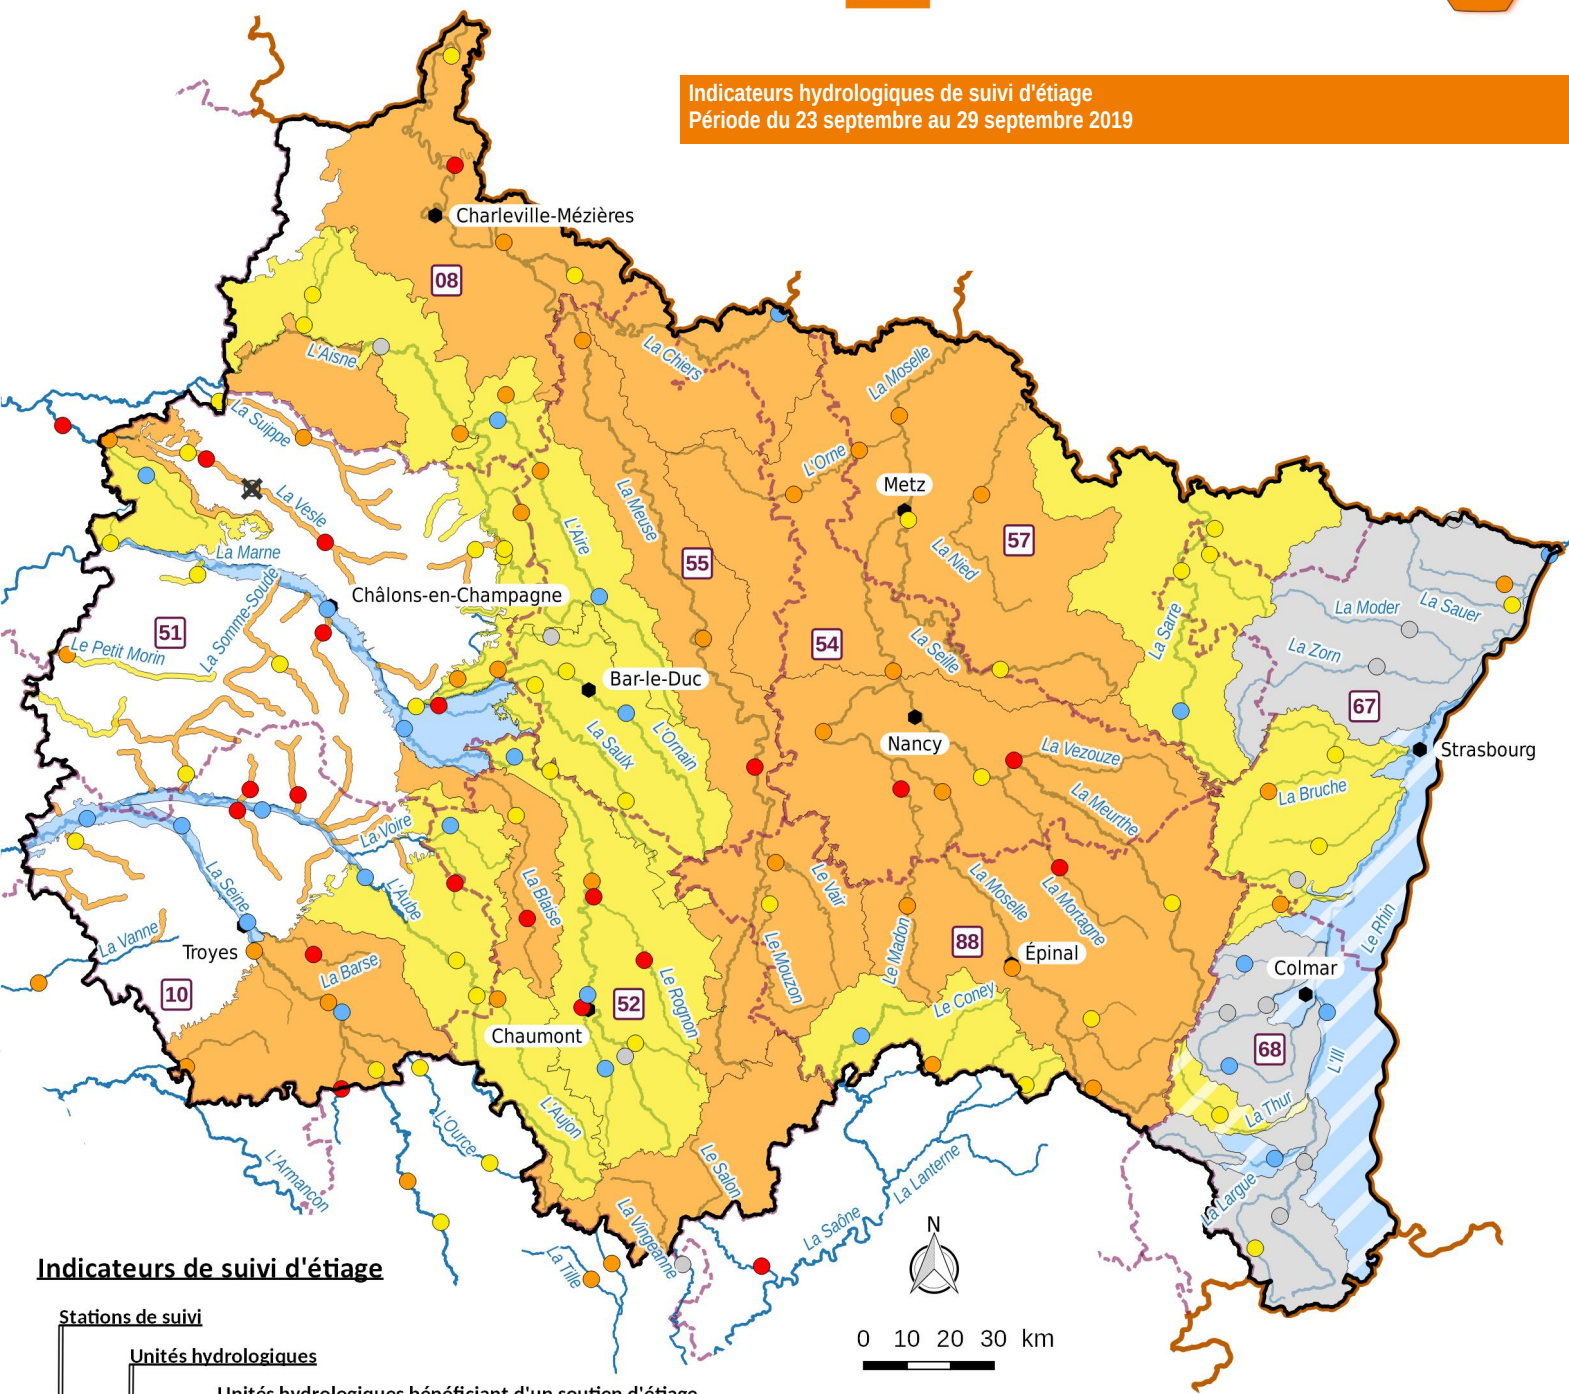 Indicateurs hydrologiques de suivi d'étiage
Période du 23 septembre au 29 septembre 2019
Charleville-Mézières
08
La Chiers
L'Aisne
La Moselle
La Suippe
L'Orne
Metz
La Vesle
La Meuse
L'Aire
La Nied
57
55
La Marne
Châlons-en-Champagne
La Somme-Soude
La Moder
La Sauer
51
Le Petit Morin
54
La Seille
La Sarre
La Zorn
Bar-le-Duc
67
La Saulx
L'Ornain
Nancy
La Vezouze
Strasbourg
La Bruche
La Meurthe
La Voire
La Seine
L'Aube
La Blaise
Le Vair
La Moselle
La Mortagne
Le Rhin
La Vanne
Troyes
La Barse
Le Madon
88
Épinal
Colmar
Le Mouzon
10
52
Le Rognon
Le Coney
Chaumont
68
L'Ill
L'Aujon
La Thur
L'Ource
L'Armançon
Le Salon
La Lanterne
La Largue
La Vingeanne
La Saône
N
La Tille
Indicateurs de suivi d'étiage
Stations de suivi
0 10 20 30 km
Unités hydrologiques
Unités hydrologiques bénéficiant d'un soutien d'étiage